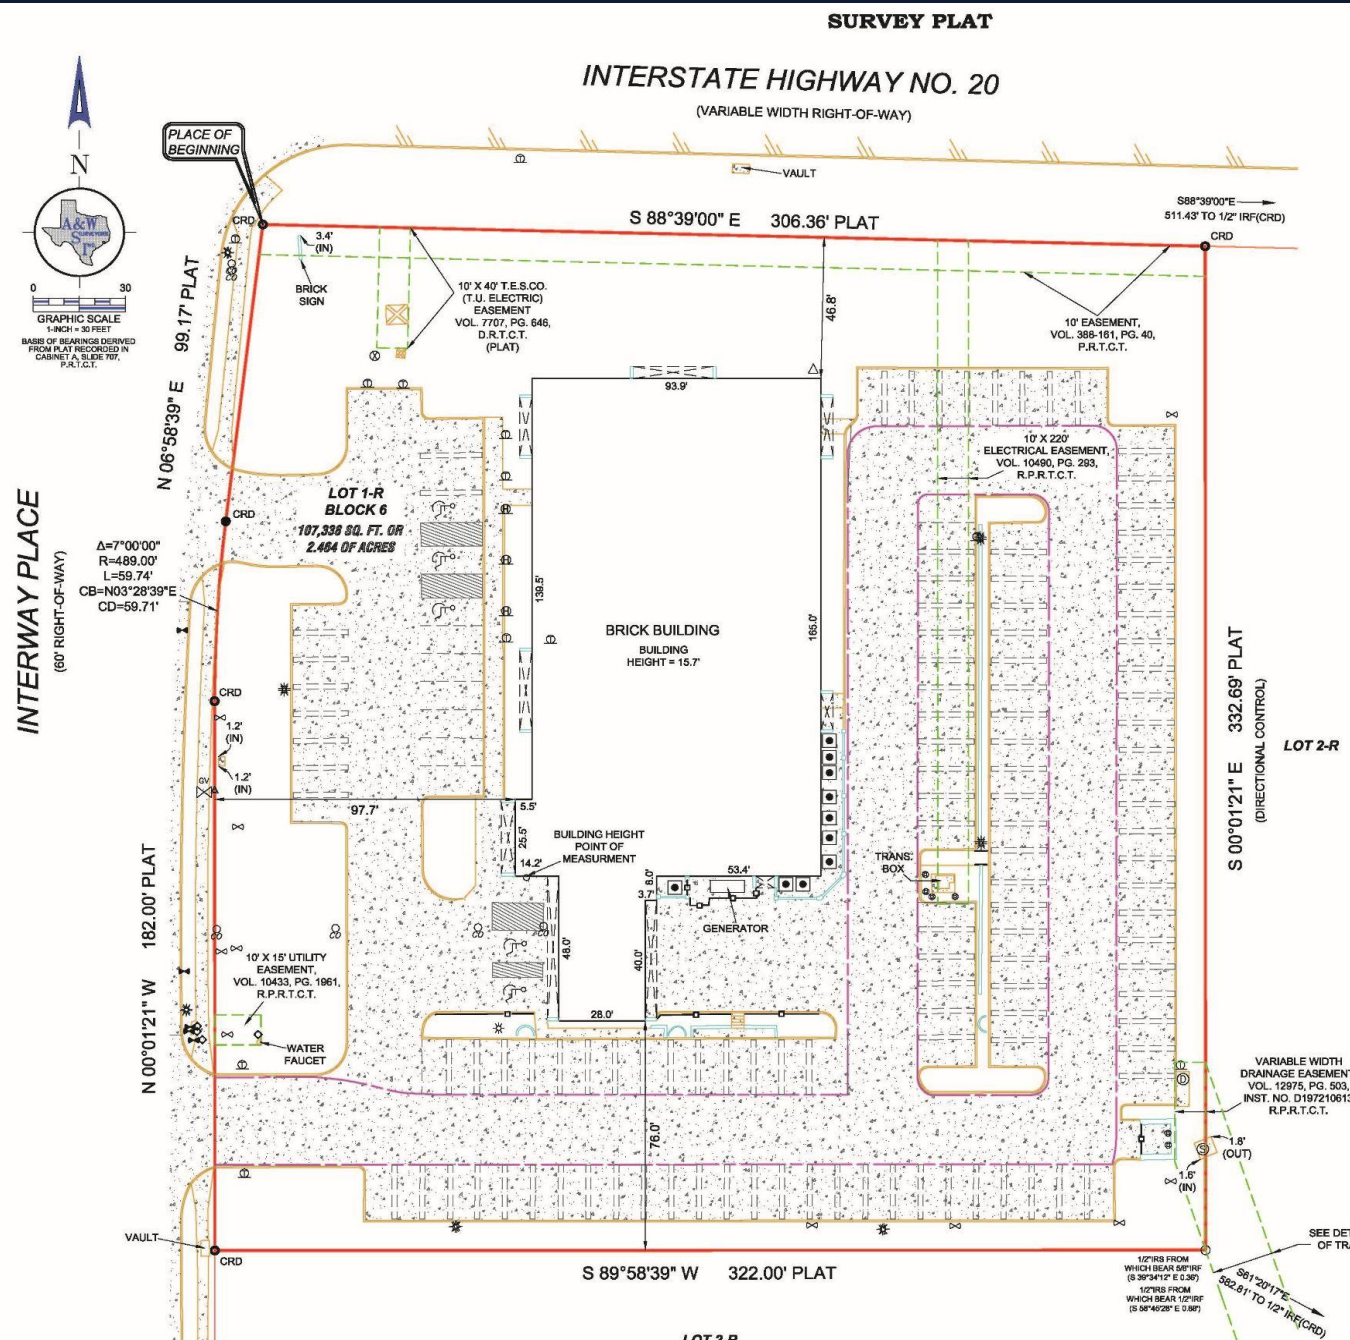 SURVEY PLAT
INTERSTATE HIGHWAY NO. 20
(VARIABLE WIDTH RIGHT-OF-WAY)
PLACE OF
BEGINNING
VAULT
N
A&W
SURVEYORS
INC.
CRD
S 88°39'00" E 306.36' PLAT
S88°39'00"E
511.43' TO 1/2" IRF(CRD)
CRD
3.4'
(IN)
BRICK
SIGN
0 30
GRAPHIC SCALE
1-INCH = 30 FEET
BASIS OF BEARINGS DERIVED
FROM PLAT RECORDED IN
CABINET A, SLIDE 707,
P.R.T.C.T.
N 06°58'39" E 99.17' PLAT
10' X 40' T.E.S.CO.
(T.U. ELECTRIC)
EASEMENT
VOL. 7707, PG. 646,
D.R.T.C.T.
(PLAT)
46.8'
10' EASEMENT,
VOL. 388-161, PG. 40,
P.R.T.C.T.
93.9'
10' X 220'
ELECTRICAL EASEMENT,
VOL. 10490, PG. 293,
R.P.R.T.C.T.
LOT 1-R
BLOCK 6
107,338 SQ. FT. OR
2.464 OF ACRES
CRD
INTERWAY PLACE
(60' RIGHT-OF-WAY)
Δ=7°00'00"
R=489.00'
L=59.74'
CB=N03°28'39"E
CD=59.71'
139.5'
BRICK BUILDING
BUILDING
HEIGHT = 15.7'
165.0'
S 00°01'21" E 332.69' PLAT
(DIRECTIONAL CONTROL)
LOT 2-R
CRD
1.2'
(IN)
1.2'
(IN)
GV
97.7'
5.5'
25.5'
14.2'
BUILDING HEIGHT
POINT OF
MEASURMENT
53.4'
8.0'
3.7'
TRANS.
BOX
GENERATOR
N 00°01'21" W 182.00' PLAT
10' X 15' UTILITY
EASEMENT,
VOL. 10433, PG. 1961,
R.P.R.T.C.T.
48.0'
40.0'
28.0'
WATER
FAUCET
VARIABLE WIDTH
DRAINAGE EASEMENT
VOL. 12975, PG. 503,
INST. NO. D197210613
R.P.R.T.C.T.
D
76.0'
S
1.8'
(OUT)
1.6'
(IN)
VAULT
CRD
S 89°58'39" W 322.00' PLAT
1/2"IRS FROM
WHICH BEAR 5/8"IRF
(S 39°34'12" E 0.36')
1/2"IRS FROM
WHICH BEAR 1/2"IRF
(S 58°45'28" E 0.88')
SEE DET
OF TRA
S61°20'17"E
582.81' TO 1/2" IRF(CRD)
LOT 2-R